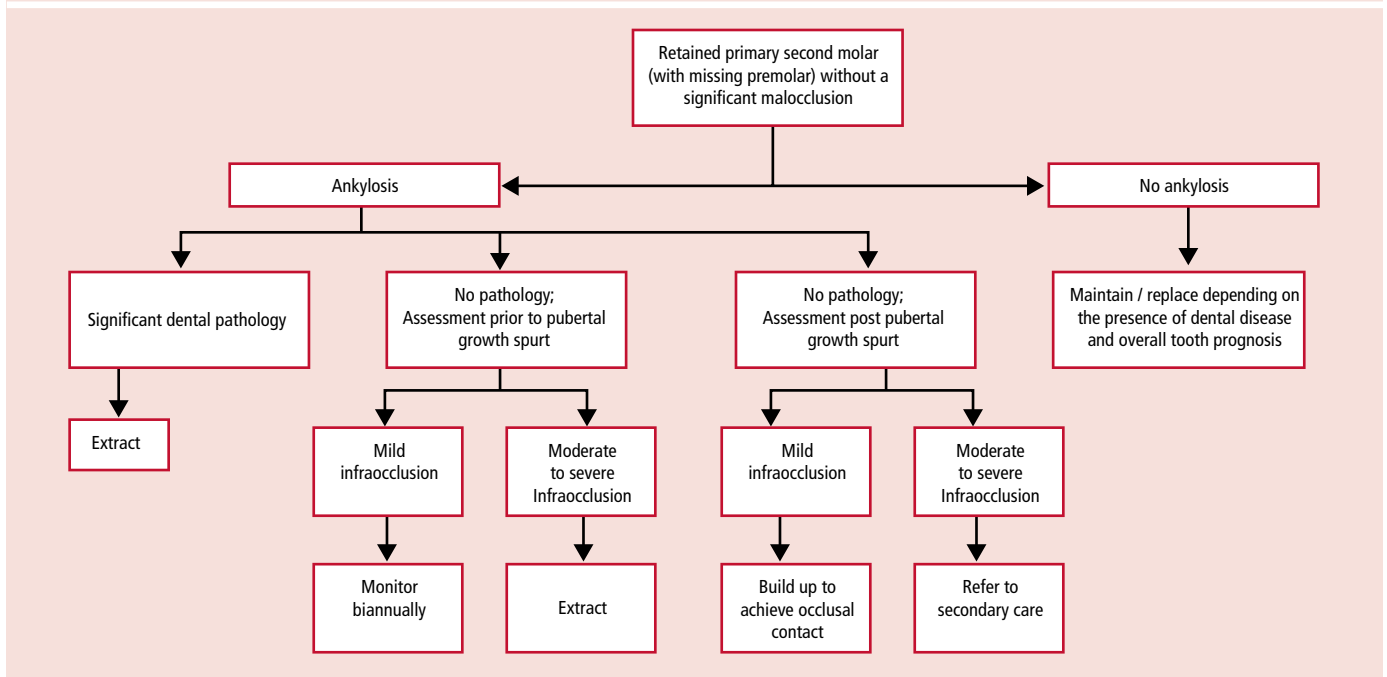 Retained primary second molar
(with missing premolar) without a
significant malocclusion
Ankylosis
No ankylosis
Significant dental pathology
No pathology;
Assessment prior to pubertal
growth spurt
No pathology;
Assessment post pubertal
growth spurt
Maintain / replace depending on
the presence of dental disease
and overall tooth prognosis
Extract
Mild
infraocclusion
Moderate
to severe
Infraocclusion
Mild
infraocclusion
Moderate
to severe
Infraocclusion
Monitor
biannually
Extract
Build up to
achieve occlusal
contact
Refer to
secondary care